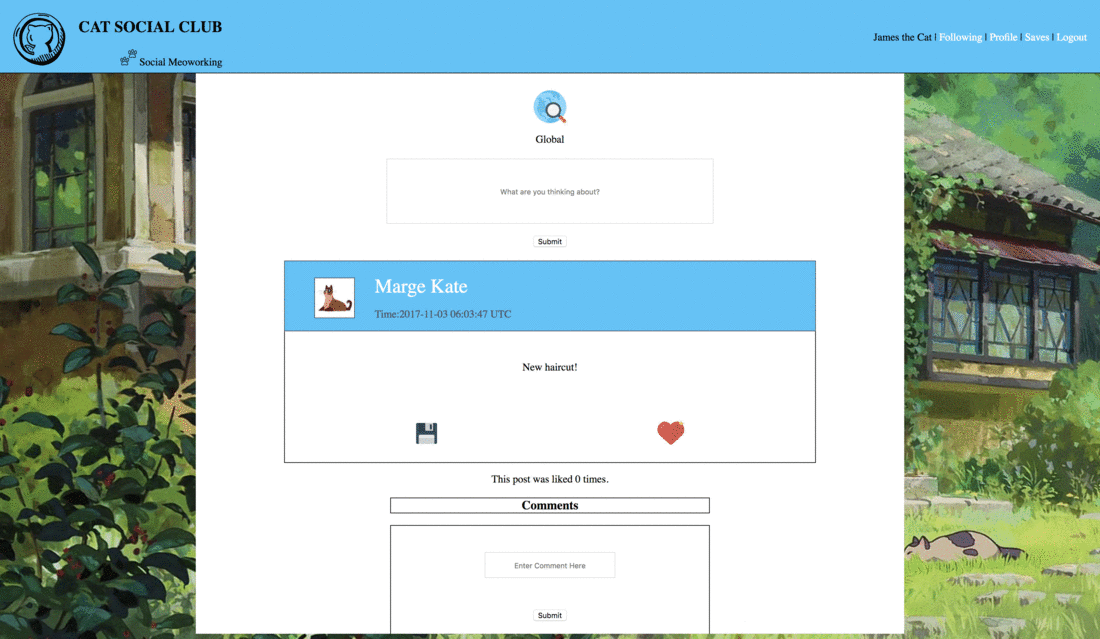 CAT SOCIAL CLUB
Social Meoworking
James the Cat | Following | Profile | Saves | Logout
Global
What are you thinking about?
Submit
Marge Kate
Time:2017-11-03 06:03:47 UTC
New haircut!
This post was liked 0 times.
Comments
Enter Comment Here
Submit